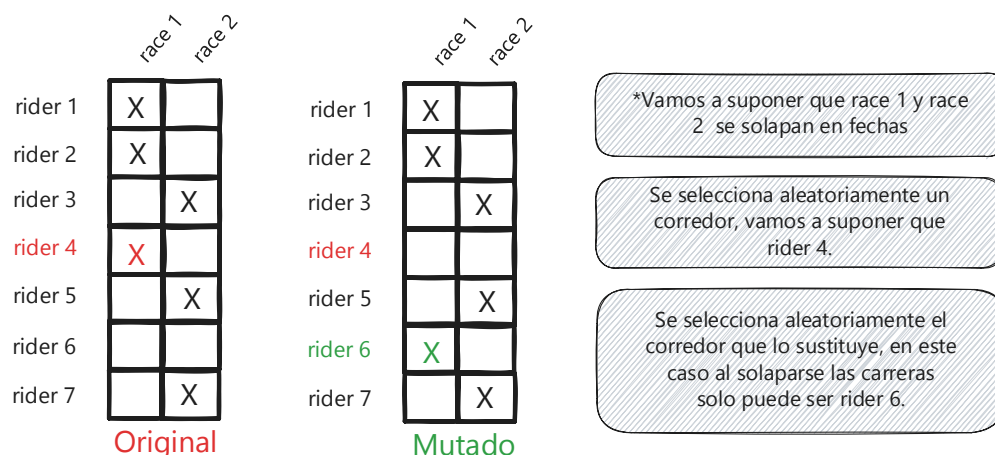 race 1
race 2
rider 1 X
rider 2 X
rider 3 X
rider 4 X
rider 5 X
rider 6
rider 7 X
Original
race 1
race 2
rider 1 X
rider 2 X
rider 3 X
rider 4
rider 5 X
rider 6 X
rider 7 X
Mutado
*Vamos a suponer que race 1 y race
2 se solapan en fechas
Se selecciona aleatoriamente un
corredor, vamos a suponer que
rider 4.
Se selecciona aleatoriamente el
corredor que lo sustituye, en este
caso al solaparse las carreras
solo puede ser rider 6.